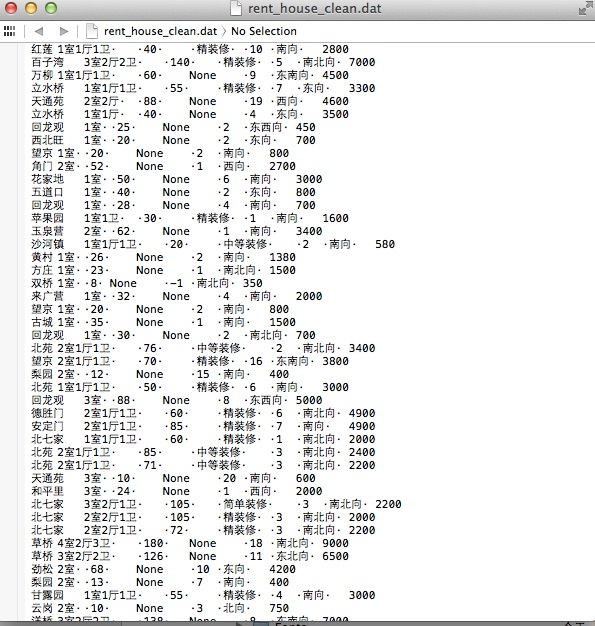 rent_house_clean.dat
rent_house_clean.dat 〉No Selection
红莲 1室1厅1卫· ·40· ·精装修· ·10 ·南向· 2800
百子湾 3室2厅2卫· ·140· ·精装修· ·5 ·南北向· 7000
万柳 1室1厅1卫· ·60· None ·9 ·东南向· 4500
立水桥 1室1厅1卫· ·55· ·精装修· ·7 ·东向· 3300
天通苑 2室2厅· ·88· None ·19 ·西向· 4600
立水桥 1室1厅· ·40· None ·4 ·东向· 3500
回龙观 1室· ·25· None ·2 ·东西向· 450
西北旺 1室· ·20· None ·2 ·东向· 700
望京 1室· ·20· None ·2 ·南向· 800
角门 2室· ·52· None ·1 ·西向· 2700
花家地 1室· ·50· None ·6 ·南向· 3000
五道口 1室· ·40· None ·2 ·东向· 800
回龙观 1室· ·28· None ·4 ·南向· 700
苹果园 1室1卫· ·30· ·精装修· ·1 ·南向· 1600
玉泉营 2室· ·62· None ·1 ·南向· 3400
沙河镇 1室1厅1卫· ·20· ·中等装修· ·2 ·南向· 580
黄村 1室· ·26· None ·2 ·南向· 1380
方庄 1室· ·23· None ·1 ·南北向· 1500
双桥 1室· ·8· None ·-1 ·南北向· 350
来广营 1室· ·32· None ·4 ·南向· 2000
望京 1室· ·20· None ·2 ·南向· 800
古城 1室· ·35· None ·1 ·南向· 1500
回龙观 1室· ·30· None ·2 ·南北向· 700
北苑 2室1厅1卫· ·76· ·中等装修· ·2 ·南北向· 3400
望京 2室1厅1卫· ·70· ·精装修· ·16 ·东南向· 3800
梨园 2室· ·12· None ·15 ·南向· 400
北苑 1室1厅1卫· ·50· ·精装修· ·6 ·南向· 3000
回龙观 3室· ·88· None ·8 ·东西向· 5000
德胜门 2室1厅1卫· ·60· ·精装修· ·6 ·南北向· 4900
安定门 2室1厅1卫· ·85· ·精装修· ·7 ·南向· 4900
北七家 1室1厅1卫· ·60· ·精装修· ·1 ·南北向· 2000
北苑 2室1厅1卫· ·85· ·中等装修· ·3 ·南北向· 2400
北苑 2室1厅1卫· ·71· ·中等装修· ·3 ·南北向· 2200
天通苑 3室· ·10· None ·20 ·南向· 600
和平里 3室· ·24· None ·1 ·西向· 2000
北七家 3室2厅1卫· ·105· ·简单装修· ·3 ·南北向· 2200
北七家 2室2厅1卫· ·105· ·精装修· ·3 ·南北向· 2000
北七家 2室1厅1卫· ·72· ·精装修· ·3 ·南北向· 2200
草桥 4室2厅3卫· ·180· None ·18 ·南北向· 9000
草桥 3室2厅2卫· ·126· None ·11 ·东北向· 6500
劲松 2室· ·68· None ·10 ·东向· 4200
梨园 2室· ·13· None ·7 ·南向· 400
甘露园 1室1厅1卫· ·55· ·精装修· ·4 ·南向· 3000
云岗 2室· ·10· None ·3 ·北向· 750